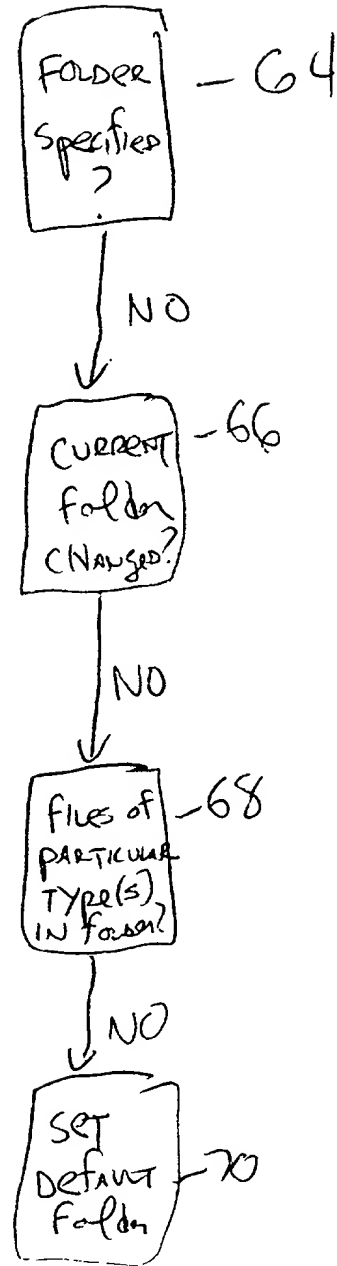 FOLDER
specified
?
- 64
NO
CURRENT
folder
CHANGED?
- 66
NO
files of
PARTICULAR
TYPE(S)
IN folder?
- 68
NO
SET
DEFAULT
folder
- 70